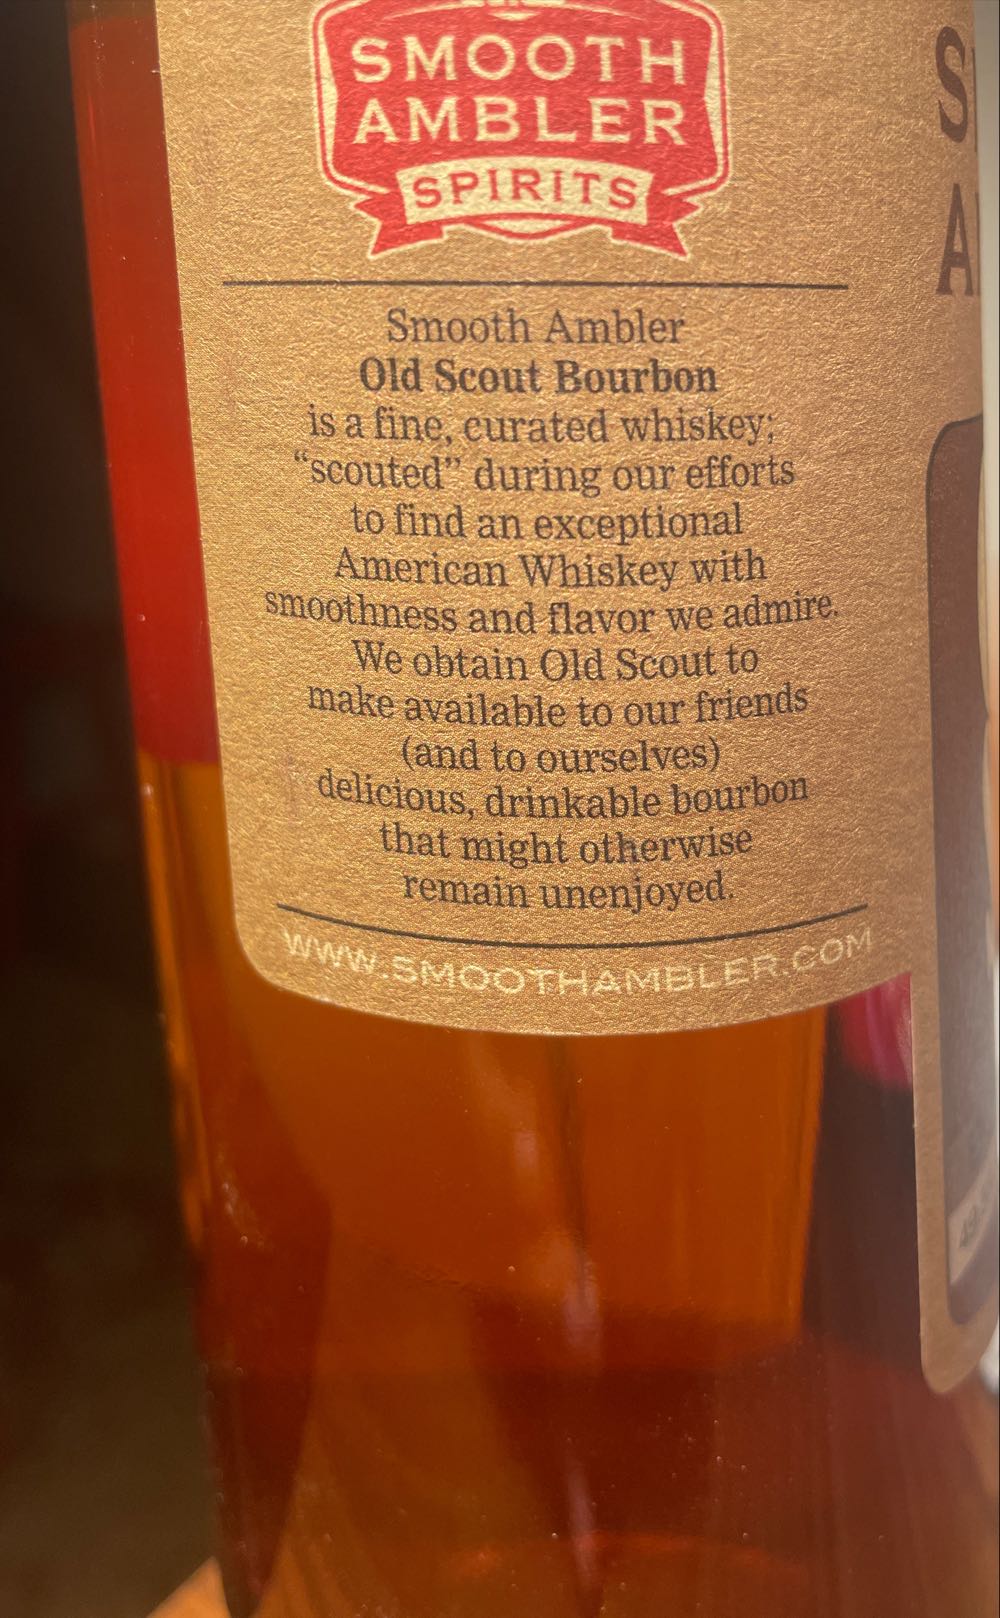 SMOOTH
AMBLER
SPIRITS
Smooth Ambler
Old Scout Bourbon
is a fine, curated whiskey;
“scouted” during our efforts
to find an exceptional
American Whiskey with
smoothness and flavor we admire.
We obtain Old Scout to
make available to our friends
(and to ourselves)
delicious, drinkable bourbon
that might otherwise
remain unenjoyed.
WWW.SMOOTHAMBLER.COM